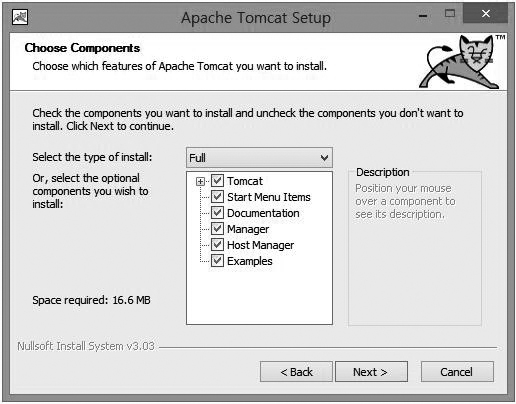 Apache Tomcat Setup
Choose Components
Choose which features of Apache Tomcat you want to install.
TM
Check the components you want to install and uncheck the components you don't want to
install. Click Next to continue.
Select the type of install:
Full
Or, select the optional
components you wish to
install:
Tomcat
Start Menu Items
Documentation
Manager
Host Manager
Examples
Description
Position your mouse
over a component to
see its description.
Space required: 16.6 MB
Nullsoft Install System v3.03
< Back
Next >
Cancel